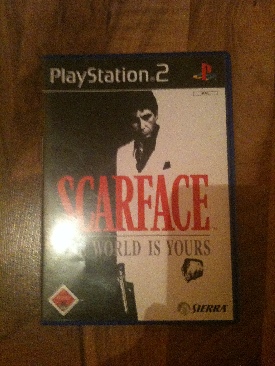 PlayStation 2
SCARFACE
WORLD IS YOURS
SIERRA